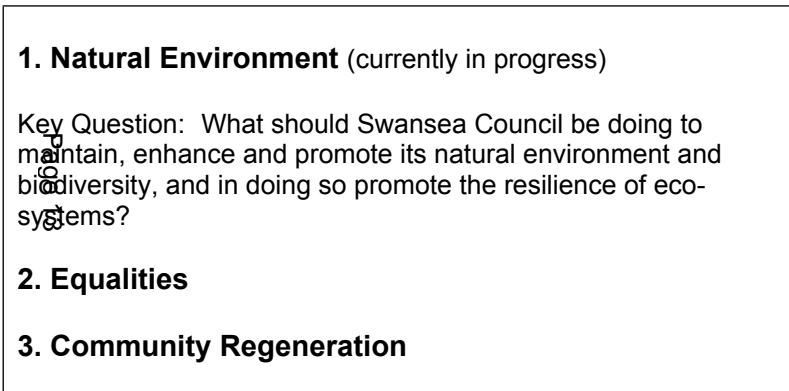 1. Natural Environment (currently in progress)
Key Question: What should Swansea Council be doing to
maintain, enhance and promote its natural environment and
biodiversity, and in doing so promote the resilience of eco-
systems?
Page 13
2. Equalities
3. Community Regeneration